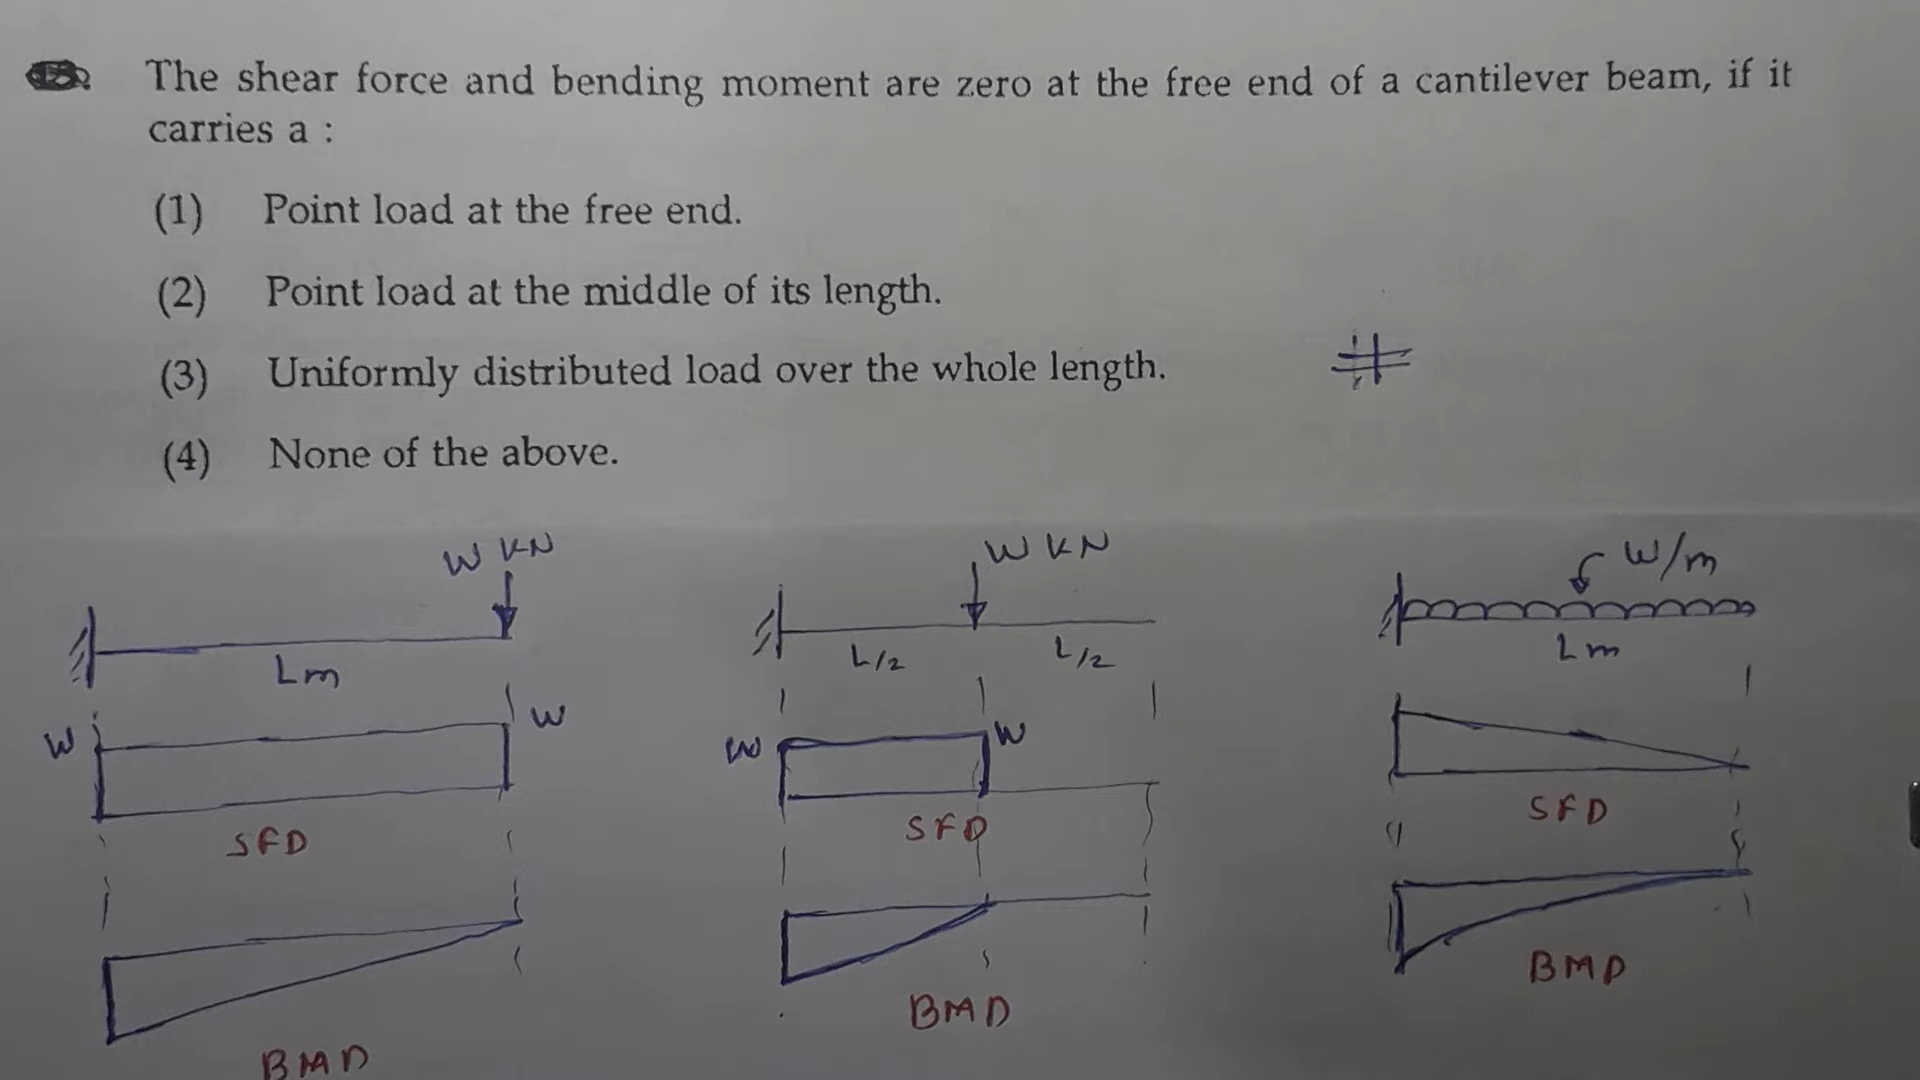 The shear force and bending moment are zero at the free end of a cantilever beam, if it
carries a :
(1) Point load at the free end.
(2) Point load at the middle of its length.
(3) Uniformly distributed load over the whole length.
(4) None of the above.
W KN
Lm
W
W
SFD
BMD
W KN
L/2
L/2
W
W
SFD
BMD
W/m
Lm
SFD
BMD